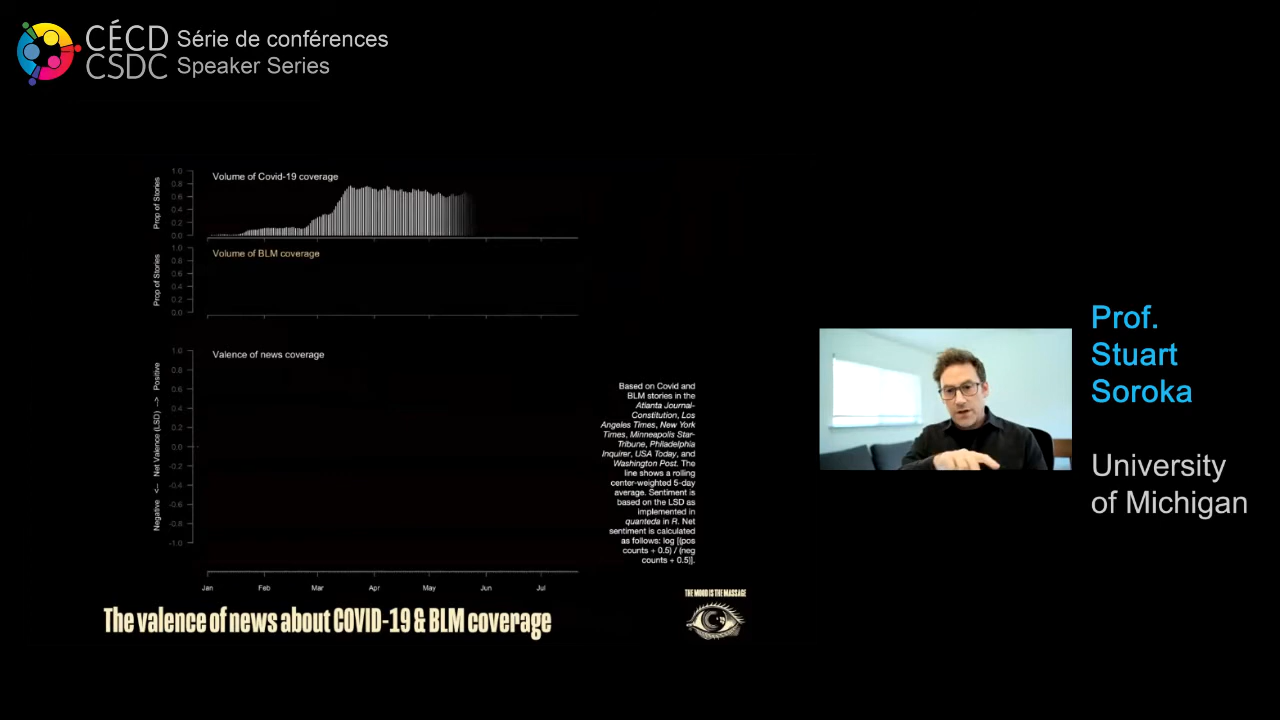 CÉCD Série de conférences
CSDC Speaker Series
Volume of Covid-19 coverage
Prop of Stories
1.0
0.8
0.6
0.4
0.2
0.0
Volume of BLM coverage
Prop of Stories
1.0
0.8
0.6
0.4
0.2
0.0
Valence of news coverage
Negative <-- Net Valence (LSD) --> Positive
1.0
0.8
0.6
0.4
0.2
0.0
-0.2
-0.4
-0.6
-0.8
-1.0
Jan Feb Mar Apr May Jun Jul
Based on Covid and
BLM stories in the
Atlanta Journal-
Constitution, Los
Angeles Times, New York
Times, Minneapolis Star-
Tribune, Philadelphia
Inquirer, USA Today, and
Washington Post. The
line shows a rolling
center-weighted 5-day
average. Sentiment is
based on the LSD as
implemented in
quanteda in R. Net
sentiment is calculated
as follows: log [(pos
counts + 0.5) / (neg
counts + 0.5)].
The valence of news about COVID-19 & BLM coverage
THE MOOD IS THE MASSAGE
Prof.
Stuart
Soroka
University
of Michigan